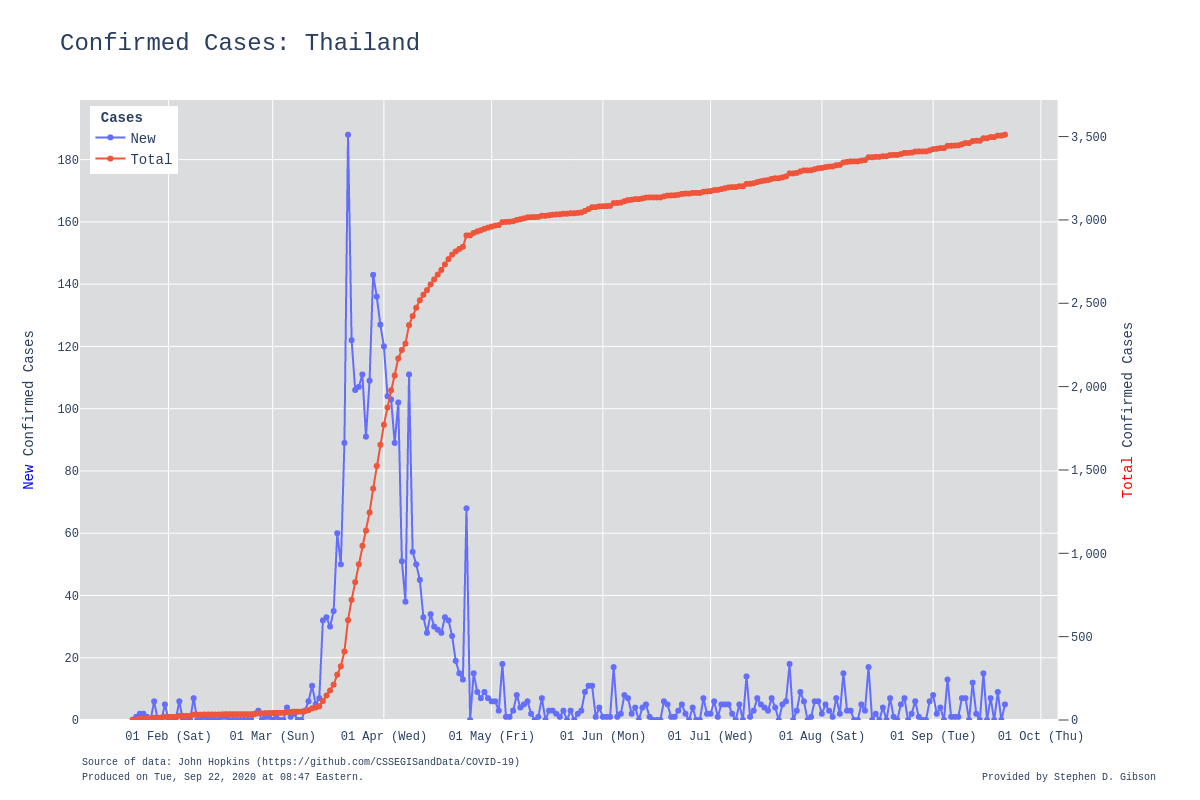 Confirmed Cases: Thailand
Cases
New
Total
180
160
140
120
100
80
60
40
20
0
3,500
3,000
2,500
2,000
1,500
1,000
500
0
New Confirmed Cases
Total Confirmed Cases
01 Feb (Sat)
01 Mar (Sun)
01 Apr (Wed)
01 May (Fri)
01 Jun (Mon)
01 Jul (Wed)
01 Aug (Sat)
01 Sep (Tue)
01 Oct (Thu)
Source of data: John Hopkins (https://github.com/CSSEGISandData/COVID-19)
Produced on Tue, Sep 22, 2020 at 08:47 Eastern.
Provided by Stephen D. Gibson